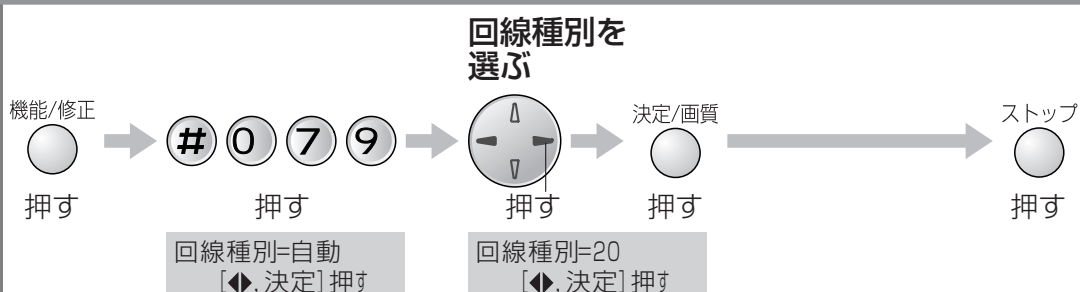 回線種別を
選ぶ
機能/修正
#079
決定/画質
ストップ
押す
押す
押す
押す
押す
回線種別=自動
[◆,決定]押す
回線種別=20
[◆,決定]押す